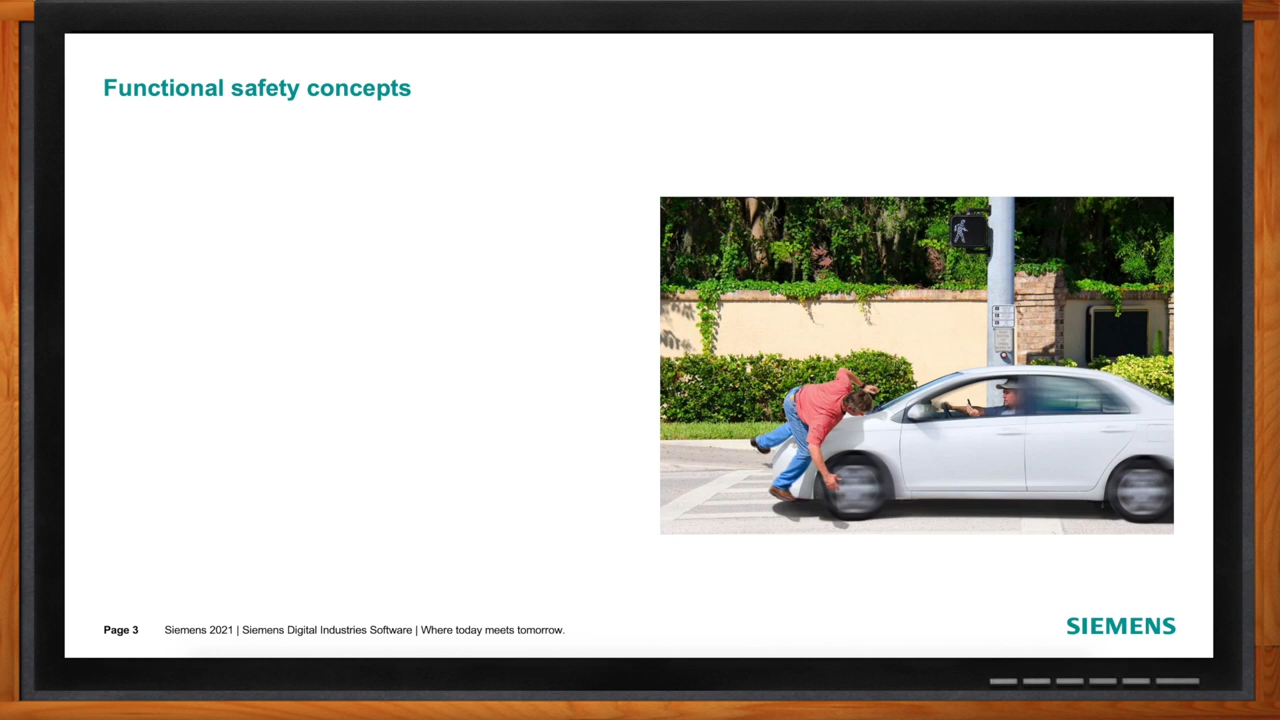 Functional safety concepts
Page 3 Siemens 2021 | Siemens Digital Industries Software | Where today meets tomorrow.
SIEMENS